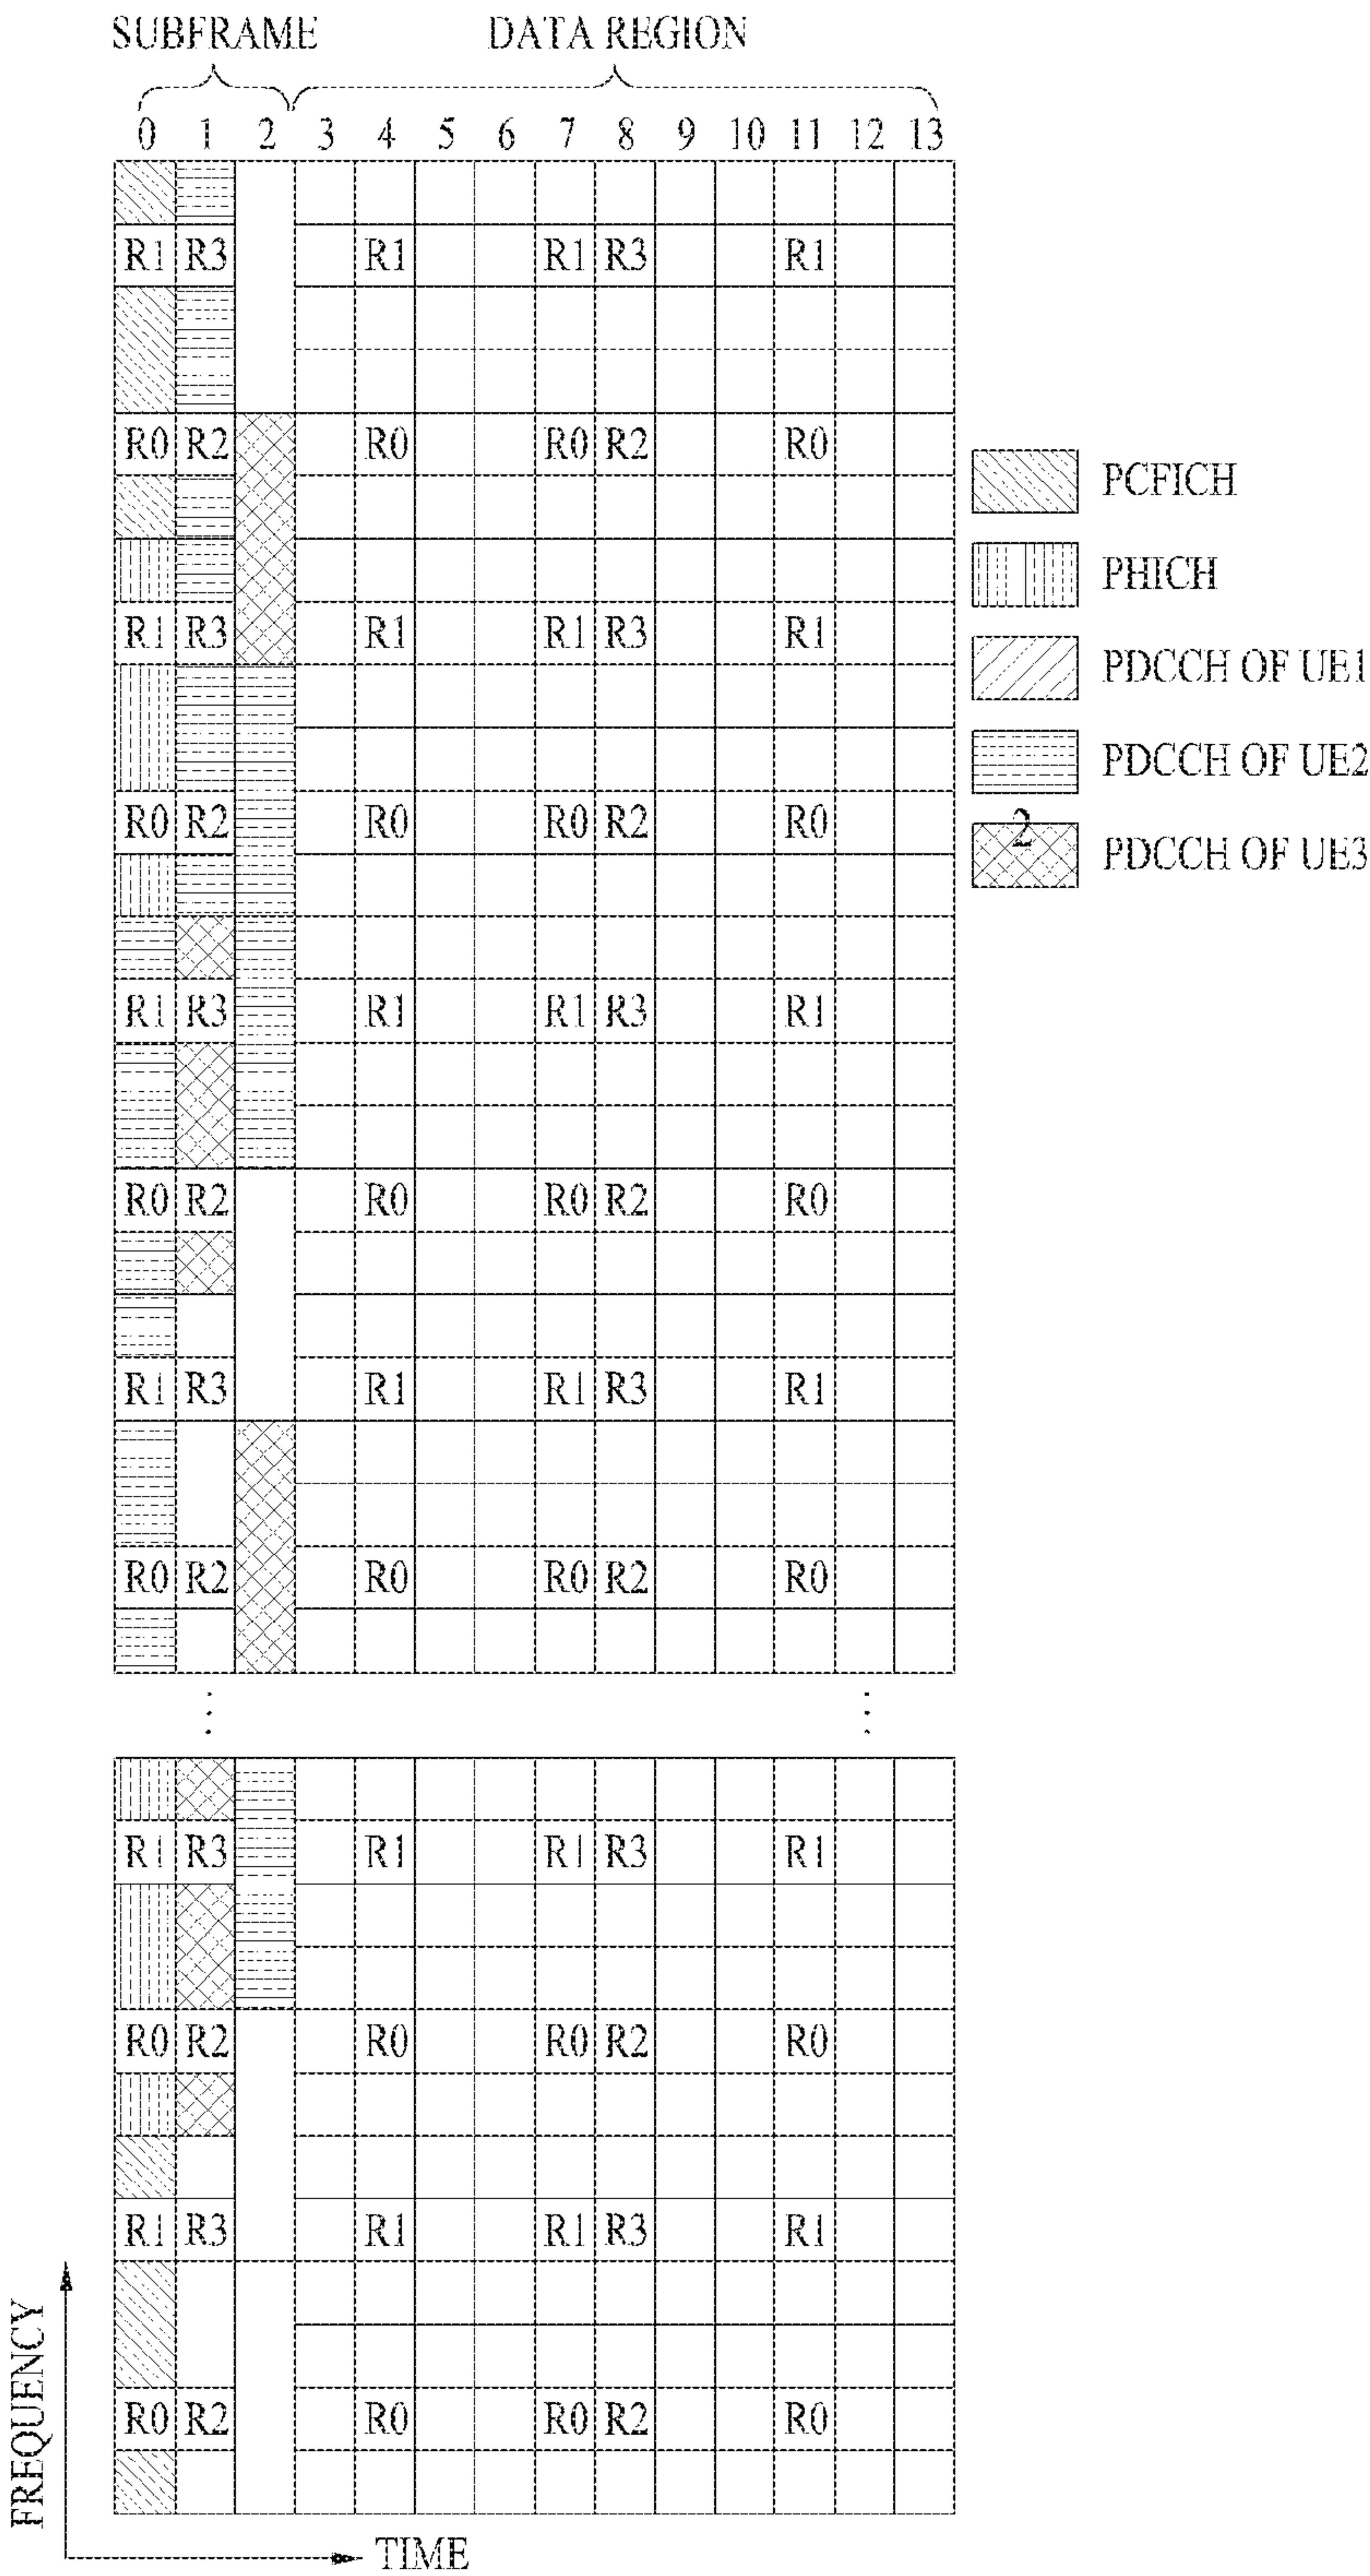 SUBFRAME DATA REGION
0 1 2 3 4 5 6 7 8 9 10 11 12 13
R1 R3 R1 R1 R3 R1
R0 R2 R0 R0 R2 R0
PCFICH
PHICH
R1 R3 R1 R1 R3 R1
PDCCH OF UE1
PDCCH OF UE2
R0 R2 R0 R0 R2 R0
2
PDCCH OF UE3
R1 R3 R1 R1 R3 R1
R0 R2 R0 R0 R2 R0
R1 R3 R1 R1 R3 R1
R0 R2 R0 R0 R2 R0
R1 R3 R1 R1 R3 R1
R0 R2 R0 R0 R2 R0
R1 R3 R1 R1 R3 R1
R0 R2 R0 R0 R2 R0
FREQUENCY
TIME